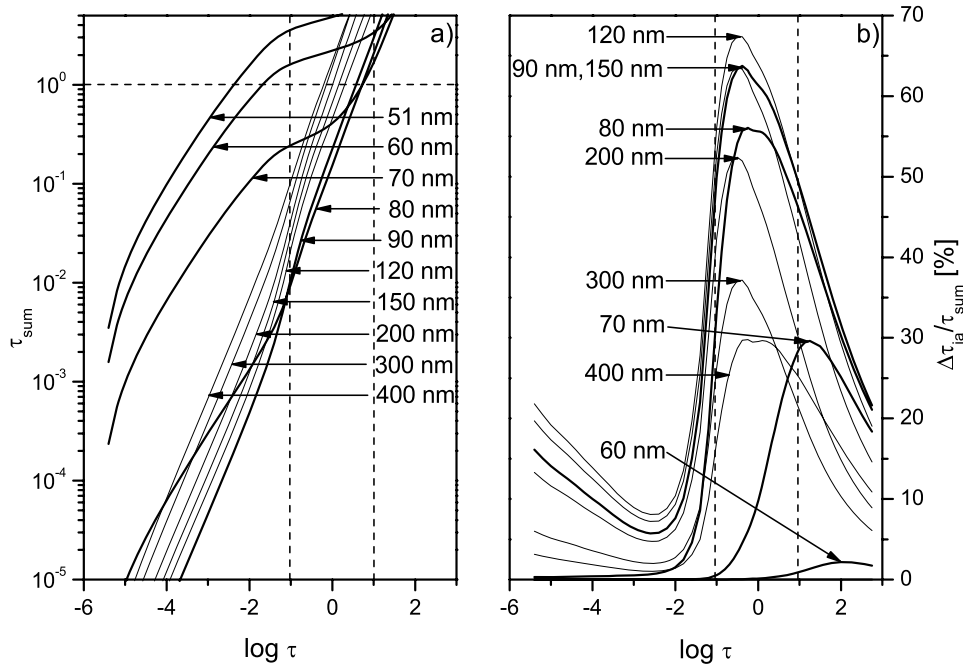 a)
τsum
10⁰
10⁻¹
10⁻²
10⁻³
10⁻⁴
10⁻⁵
51 nm
60 nm
70 nm
80 nm
90 nm
120 nm
150 nm
200 nm
300 nm
400 nm
-6 -4 -2 0 2
log τ
b)
120 nm
90 nm,150 nm
80 nm
200 nm
300 nm
70 nm
400 nm
60 nm
70
60
50
40
30
20
10
0
Δτia/τsum [%]
-6 -4 -2 0 2
log τ